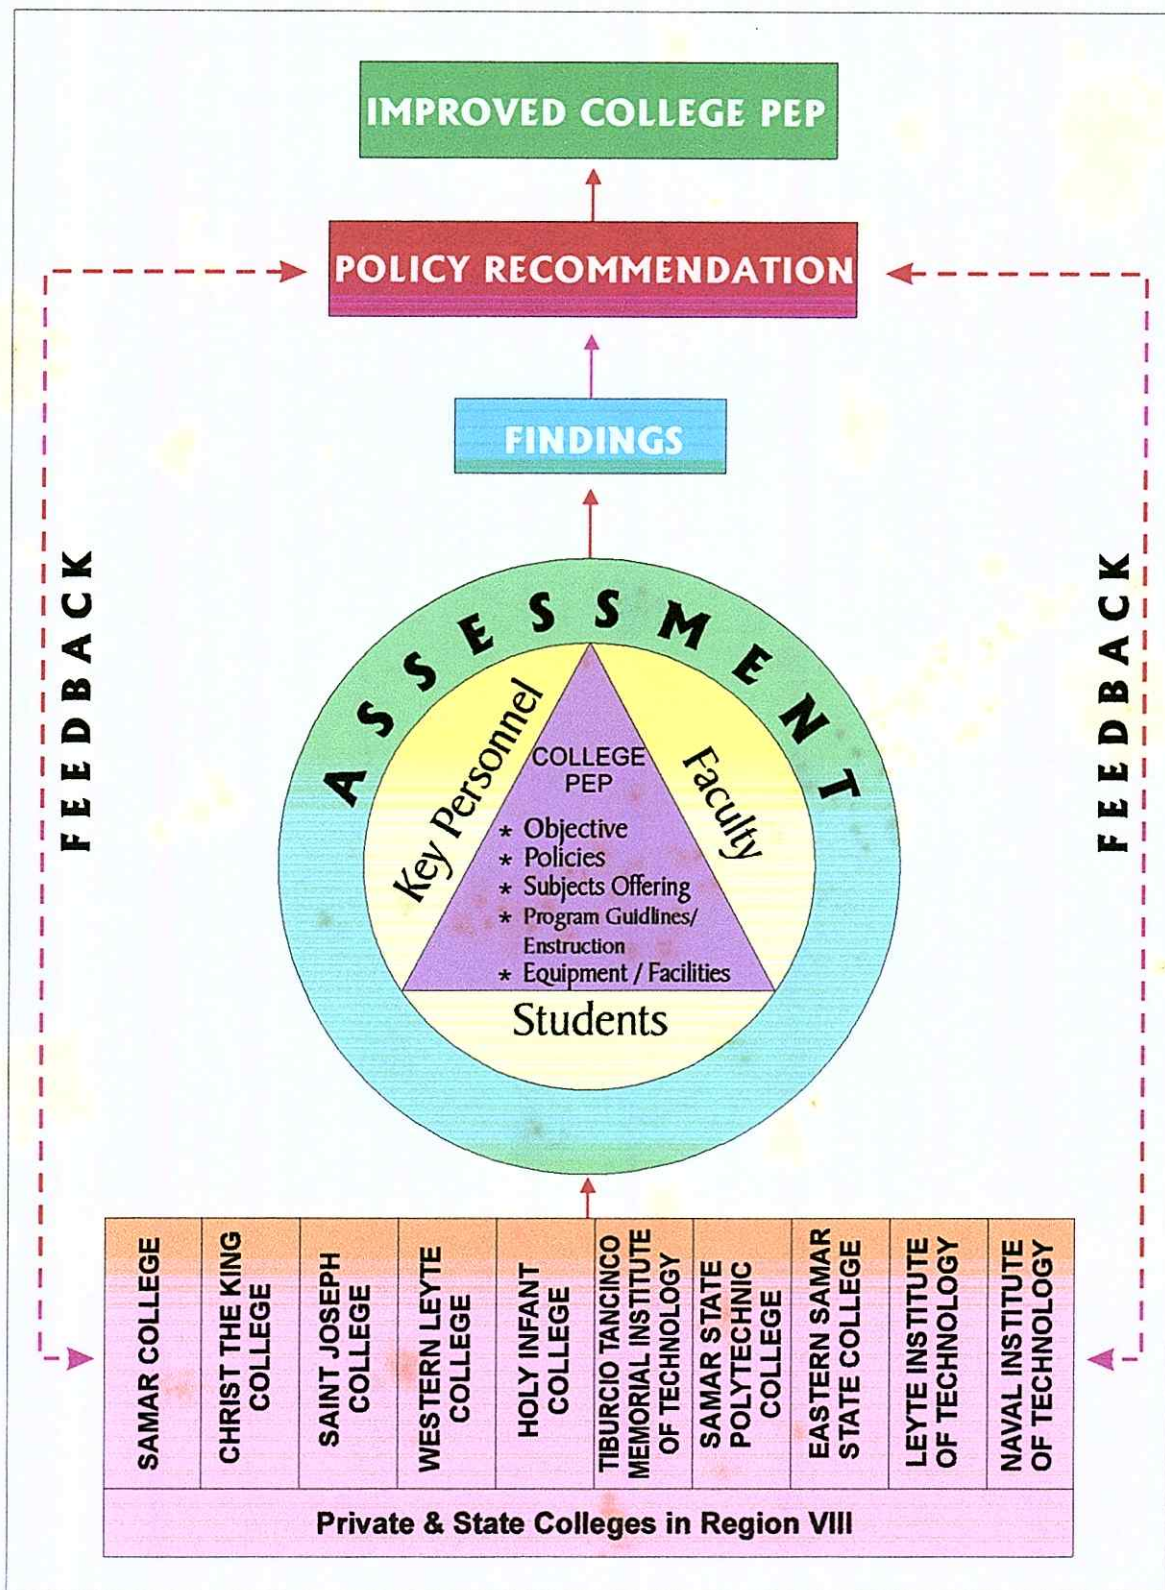 IMPROVED COLLEGE PEP
POLICY RECOMMENDATION
FINDINGS
FEEDBACK
FEEDBACK
ASSESSMENT
Key Personnel
Faculty
COLLEGE
PEP
* Objective
* Policies
* Subjects Offering
* Program Guidlines/
Enstruction
* Equipment / Facilities
Students
SAMAR COLLEGE
CHRIST THE KING
COLLEGE
SAINT JOSEPH
COLLEGE
WESTERN LEYTE
COLLEGE
HOLY INFANT
COLLEGE
TIBURCIO TANCINCO
MEMORIAL INSTITUTE
OF TECHNOLOGY
SAMAR STATE
POLYTECHNIC
COLLEGE
EASTERN SAMAR
STATE COLLEGE
LEYTE INSTITUTE
OF TECHNOLOGY
NAVAL INSTITUTE
OF TECHNOLOGY
Private & State Colleges in Region VIII